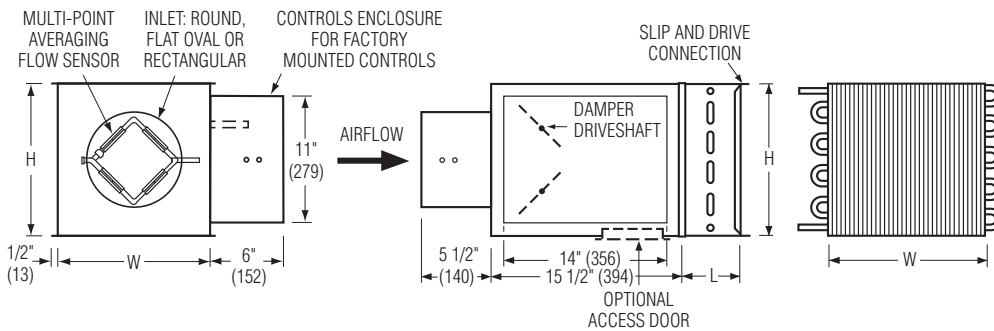 MULTI-POINT
AVERAGING
FLOW SENSOR
INLET: ROUND,
FLAT OVAL OR
RECTANGULAR
CONTROLS ENCLOSURE
FOR FACTORY
MOUNTED CONTROLS
H
11"
(279)
1/2"
(13)
W
6"
(152)
AIRFLOW
SLIP AND DRIVE
CONNECTION
DAMPER
DRIVESHAFT
H
5 1/2"
(140)
14" (356)
15 1/2" (394)
L
OPTIONAL
ACCESS DOOR
W